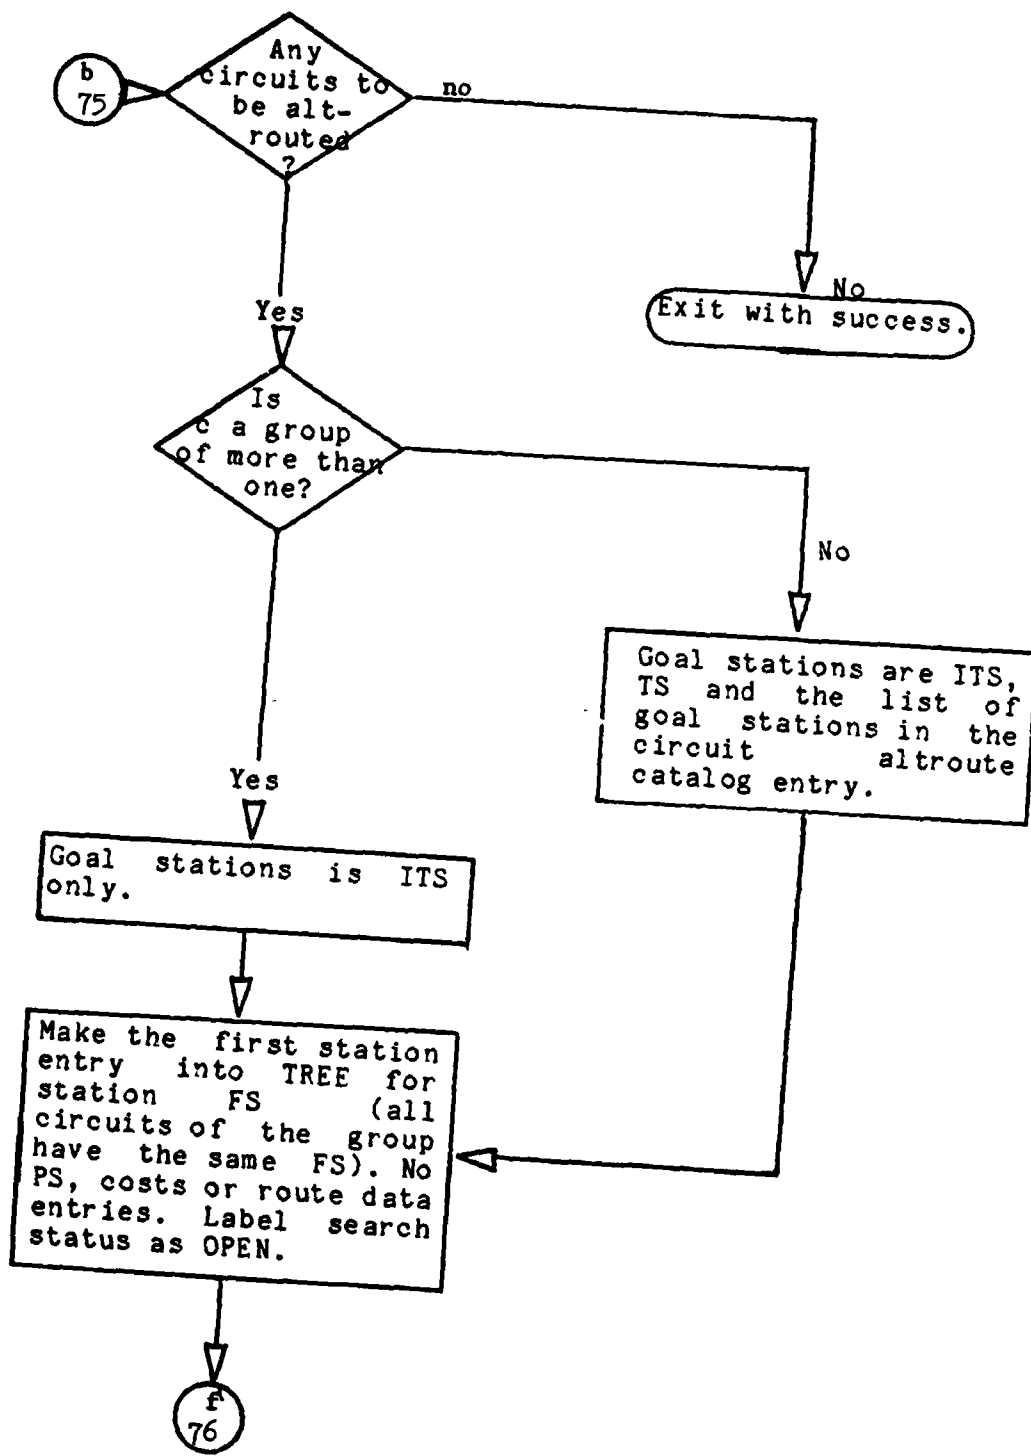 b
75
Any
circuits to
be alt-
routed
?
no
No
Exit with success.
Yes
Is
c a group
of more than
one?
No
Goal stations are ITS,
TS and the list of
goal stations in the
circuit altroute
catalog entry.
Yes
Goal stations is ITS
only.
Make the first station
entry into TREE for
station FS (all
circuits of the group
have the same FS). No
PS, costs or route data
entries. Label search
status as OPEN.
f
76